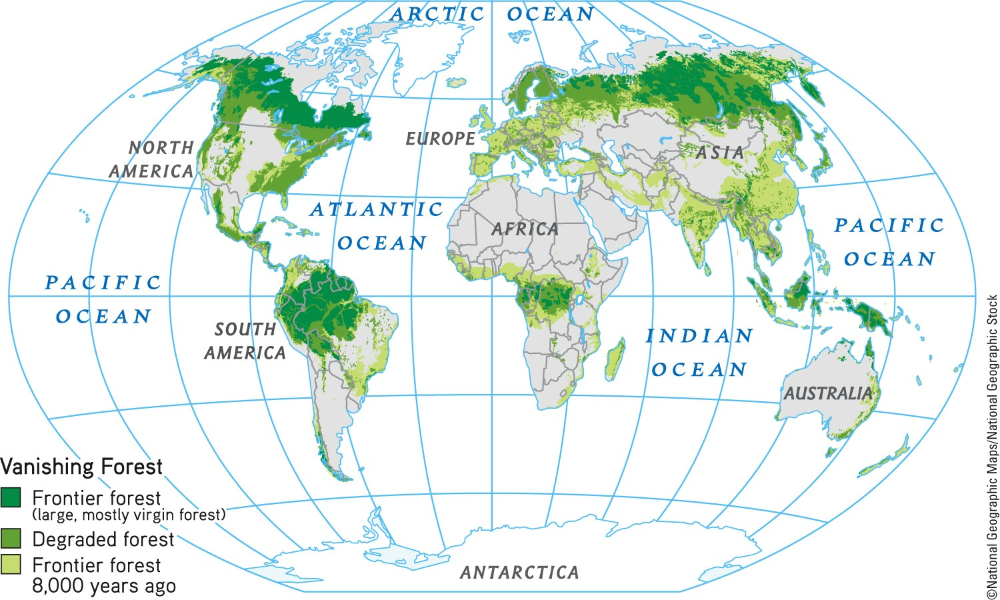 ARCTIC OCEAN
EUROPE
NORTH
AMERICA
ASIA
ATLANTIC
OCEAN
AFRICA
PACIFIC
OCEAN
PACIFIC
OCEAN
SOUTH
AMERICA
INDIAN
OCEAN
AUSTRALIA
Vanishing Forest
Frontier forest
(large, mostly virgin forest)
Degraded forest
Frontier forest
8,000 years ago
ANTARCTICA
©National Geographic Maps/National Geographic Stock